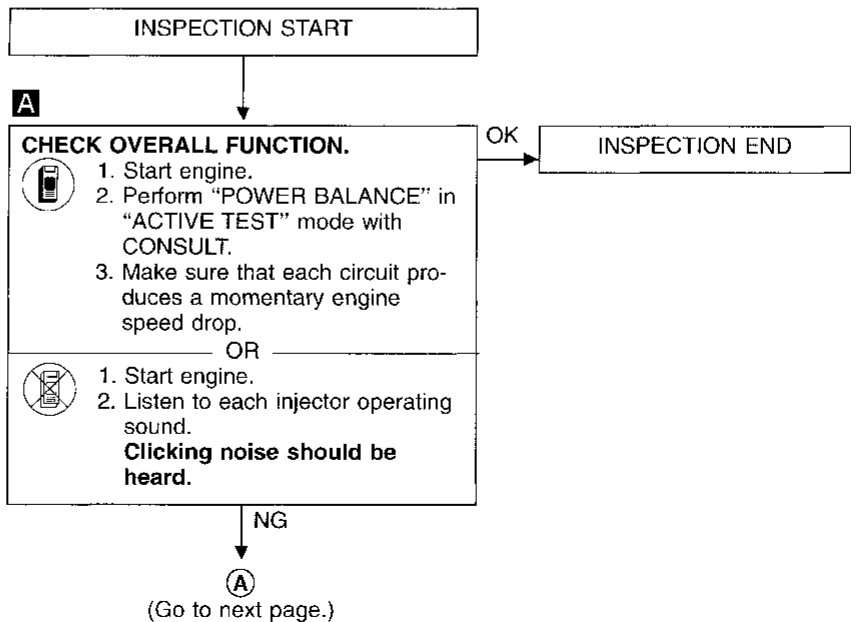 INSPECTION START
A
CHECK OVERALL FUNCTION.
1. Start engine.
2. Perform “POWER BALANCE” in
“ACTIVE TEST” mode with
CONSULT.
3. Make sure that each circuit pro-
duces a momentary engine
speed drop.
OR
1. Start engine.
2. Listen to each injector operating
sound.
Clicking noise should be
heard.
OK
INSPECTION END
NG
A
(Go to next page.)